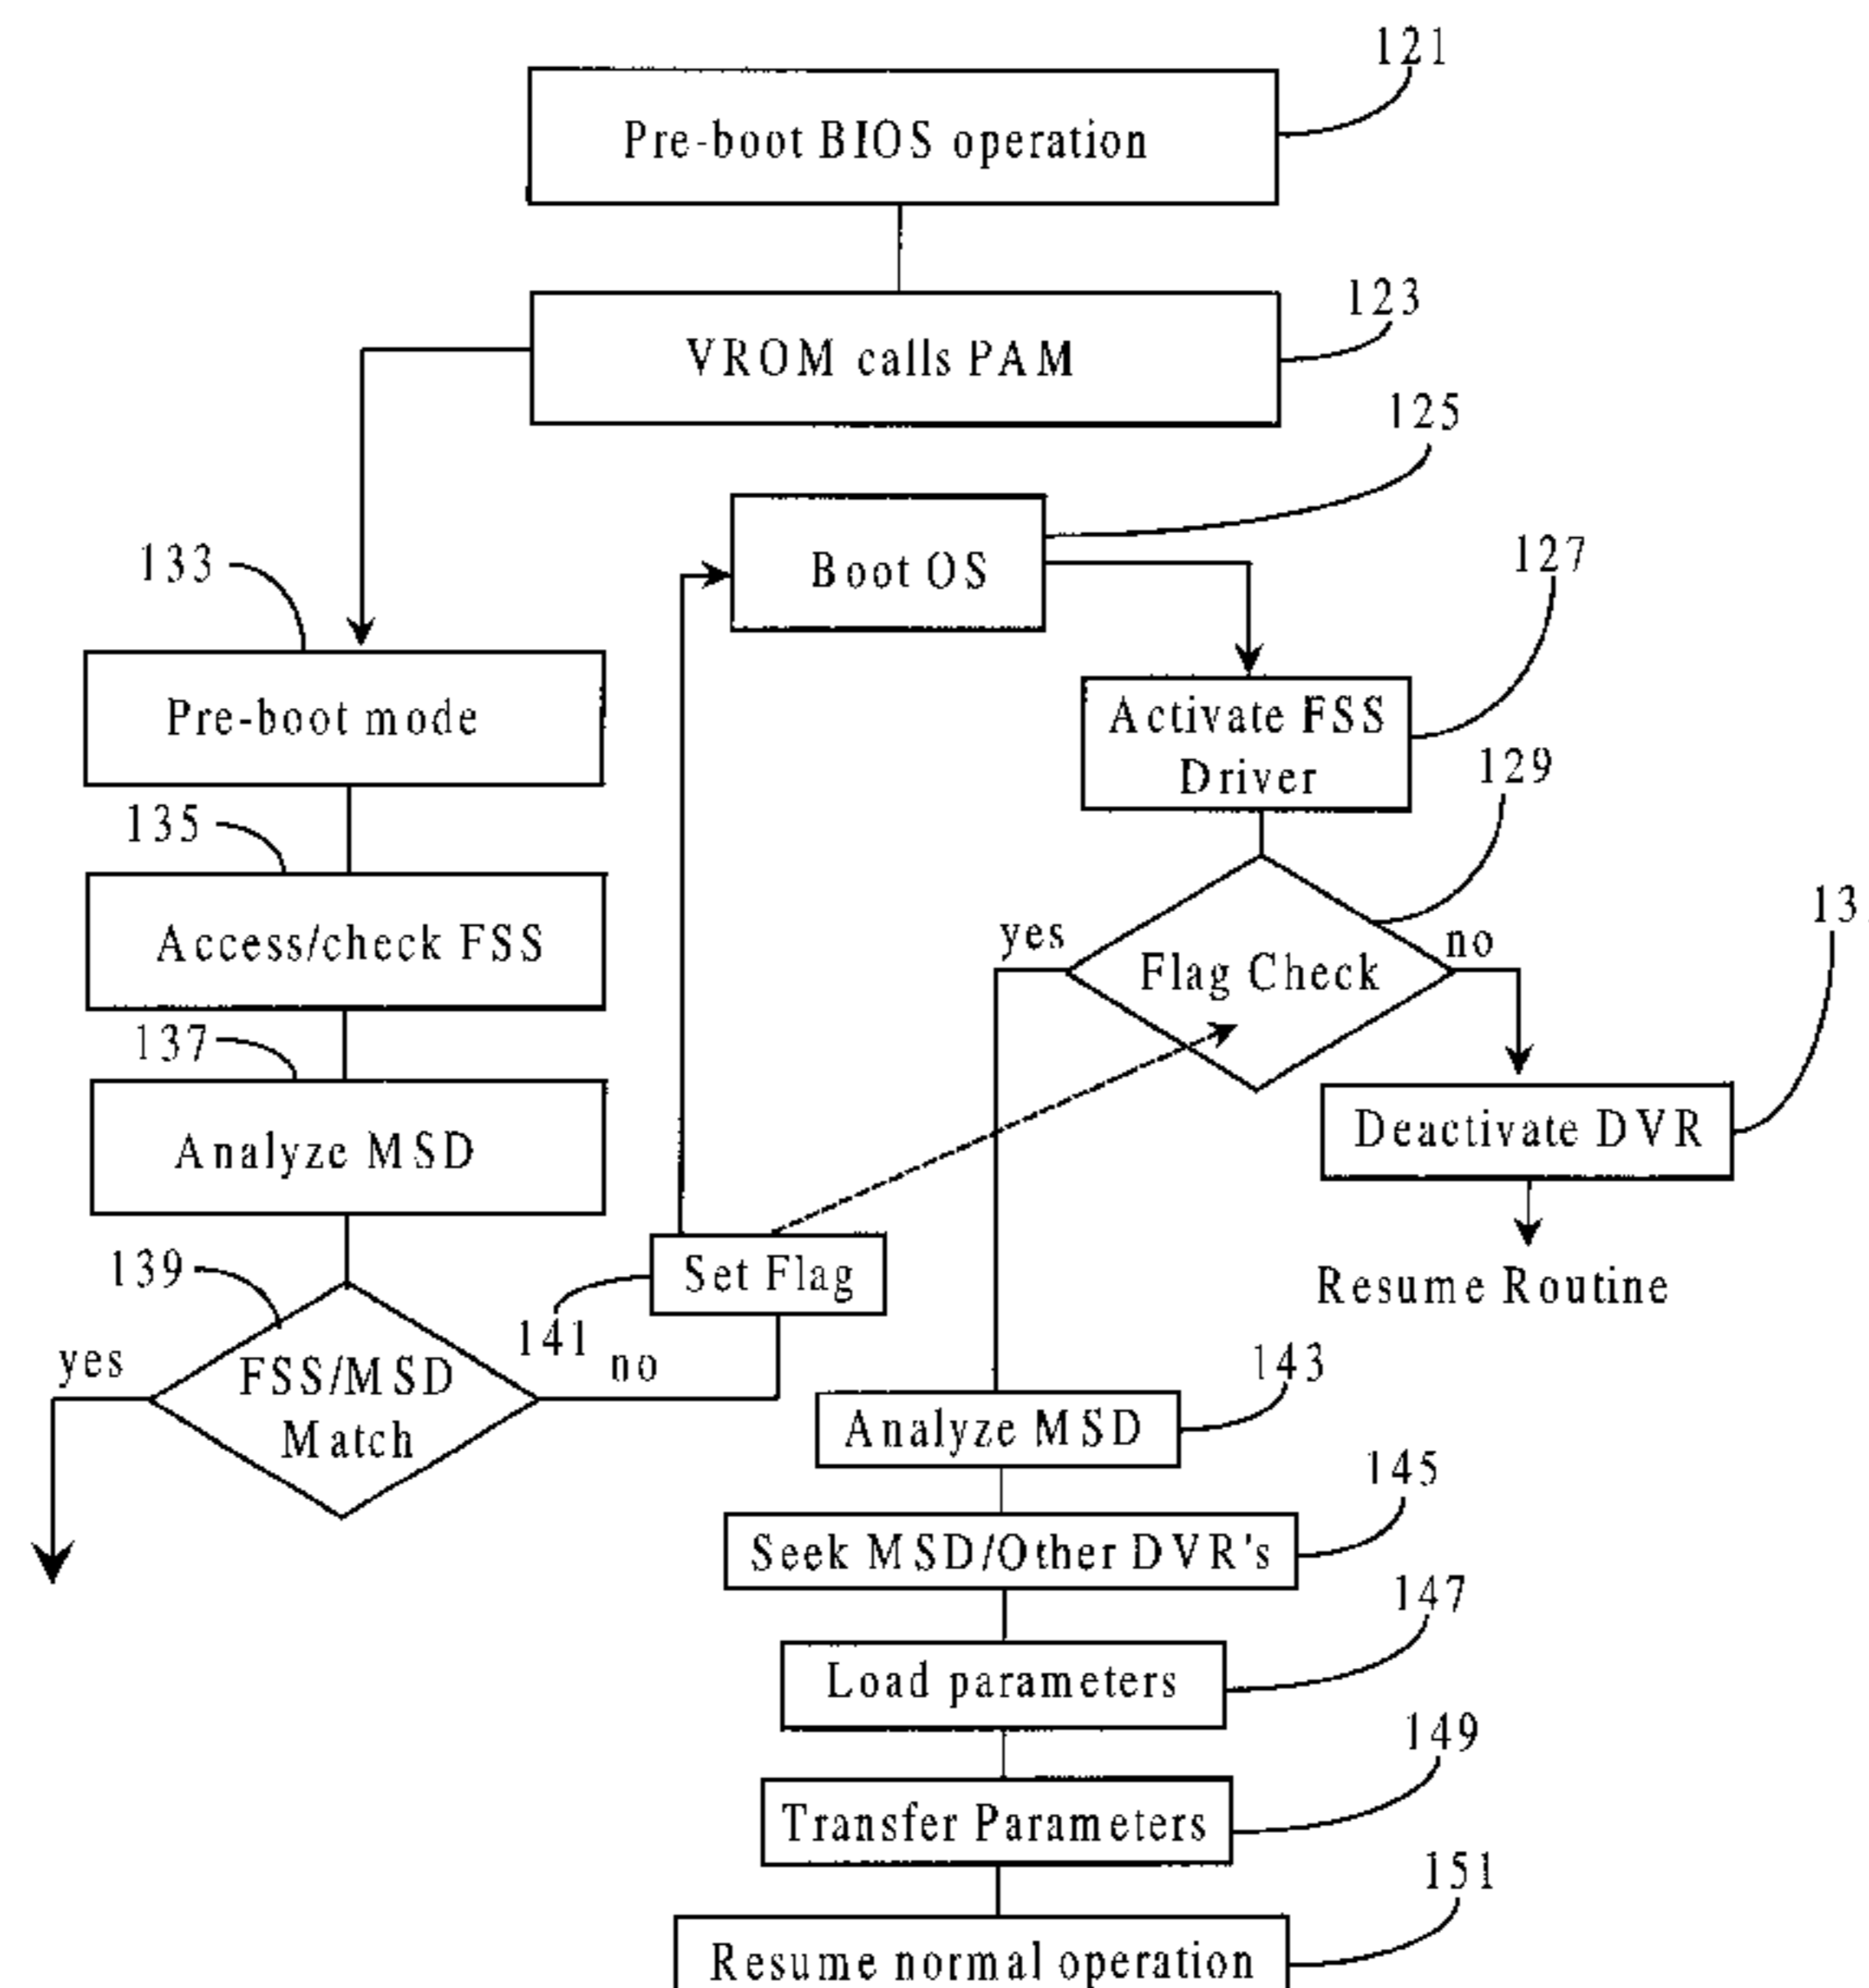 121
Pre-boot BIOS operation
123
VROM calls PAM
125
Boot OS
127
133
Pre-boot mode
Activate FSS
Driver
129
135
Access/check FSS
yes
Flag Check
no
137
Analyze MSD
Deactivate DVR
Set Flag
Resume Routine
139
141
yes
FSS/MSD
Match
no
143
Analyze MSD
145
Seek MSD/Other DVR's
147
Load parameters
149
Transfer Parameters
151
Resume normal operation